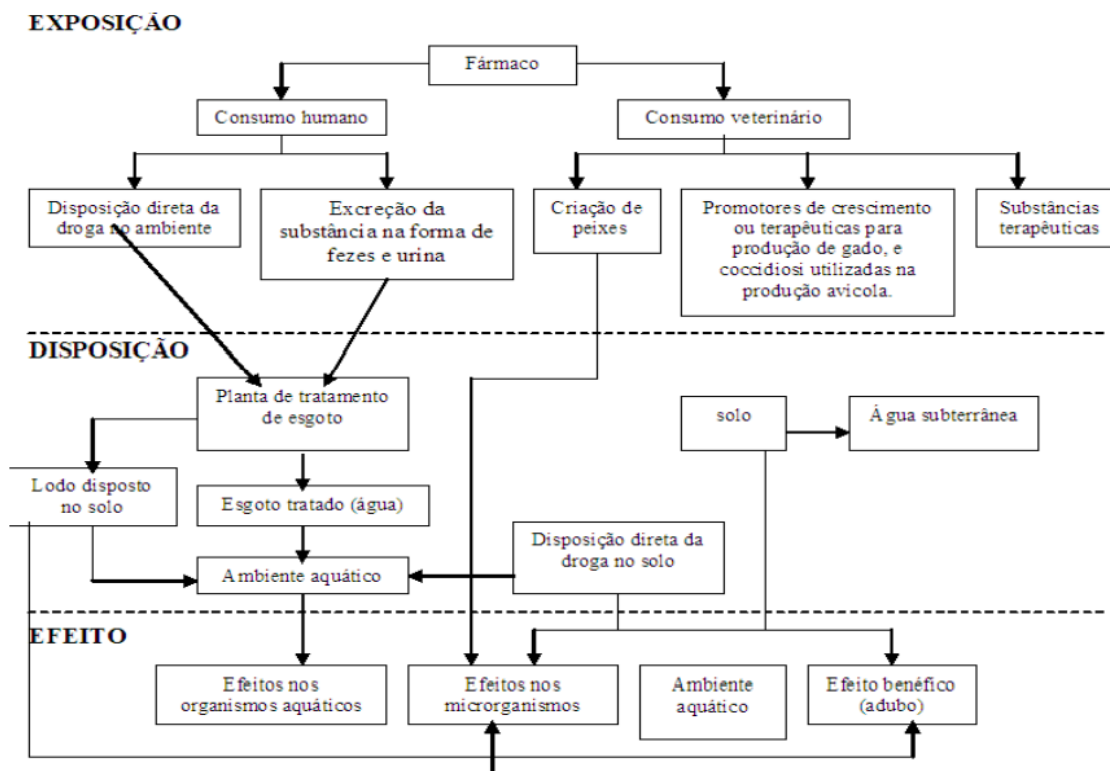 EXPOSIÇÃO
Fármaco
Consumo humano
Consumo veterinário
Disposição direta da
droga no ambiente
Excreção da
substância na forma de
fezes e urina
Criação de
peixes
Promotores de crescimento
ou terapêuticas para
produção de gado, e
coccidiosi utilizadas na
produção avicola.
Substâncias
terapêuticas
DISPOSIÇÃO
Planta de tratamento
de esgoto
solo
Água subterrânea
Lodo disposto
no solo
Esgoto tratado (água)
Disposição direta da
droga no solo
Ambiente aquático
EFEITO
Efeitos nos
organismos aquáticos
Efeitos nos
microrganismos
Ambiente
aquático
Efeito benéfico
(adubo)